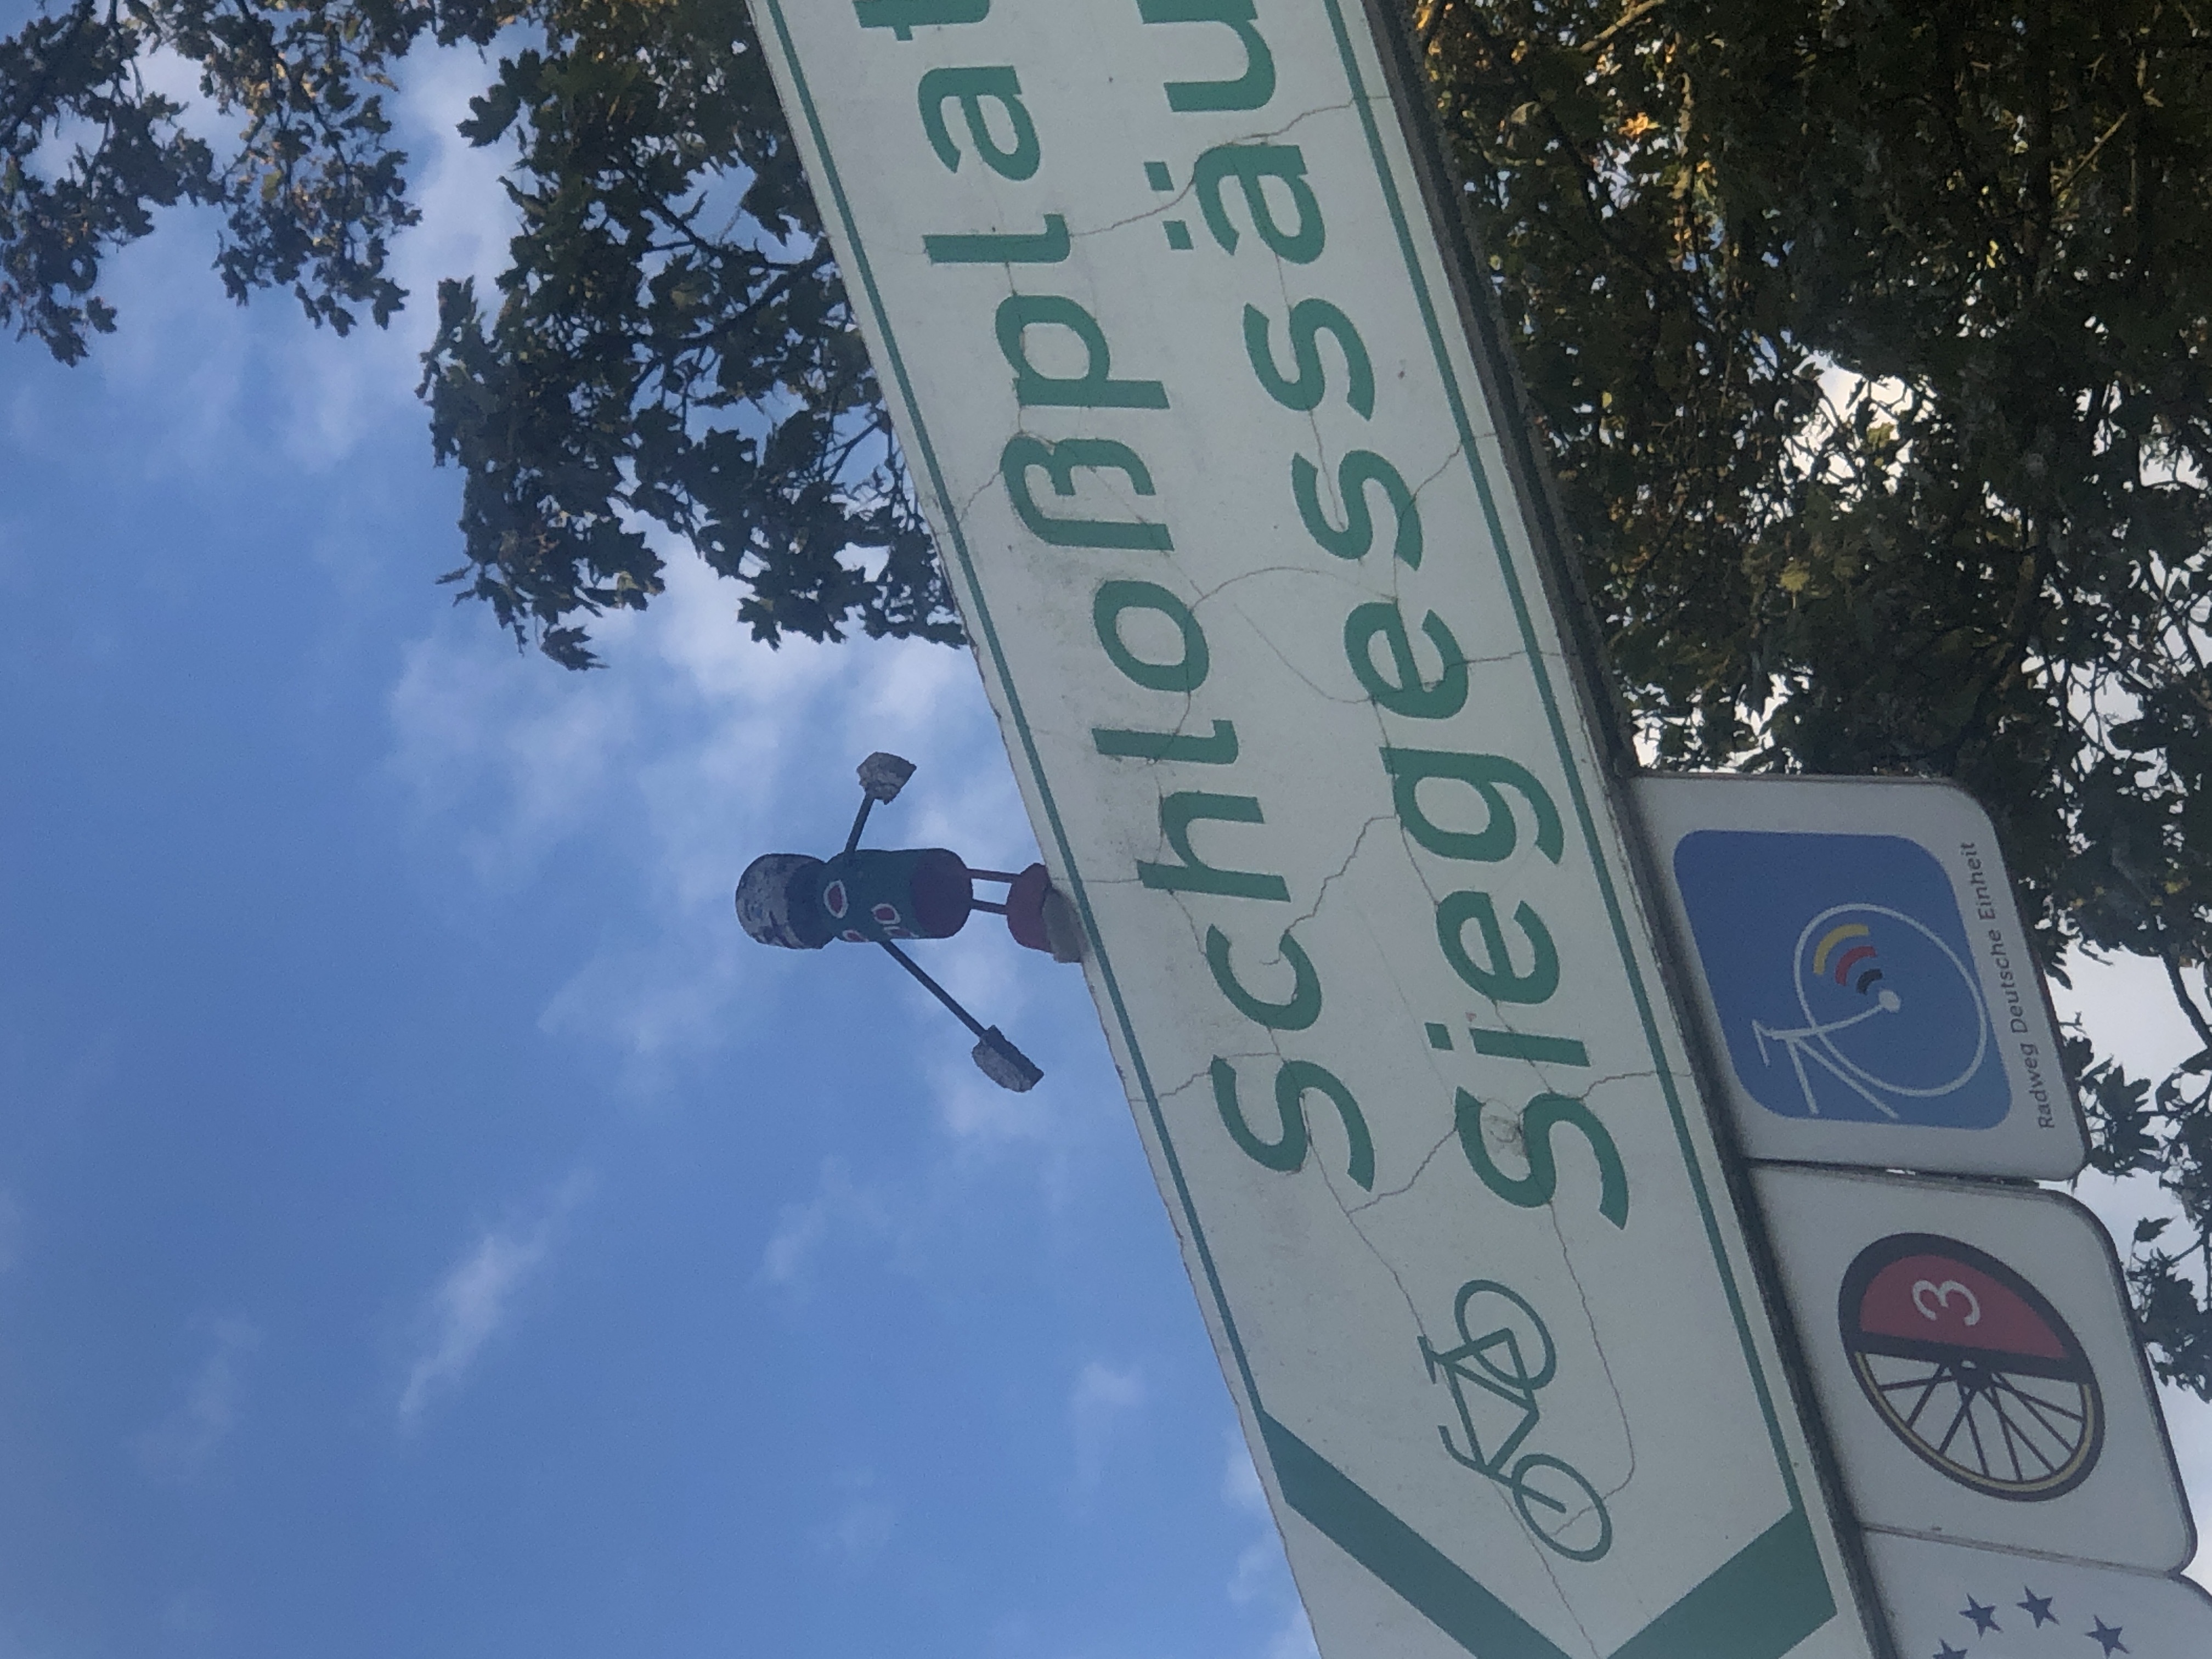 Schloßplat
Siegessäu
Radweg Deutsche Einheit
3